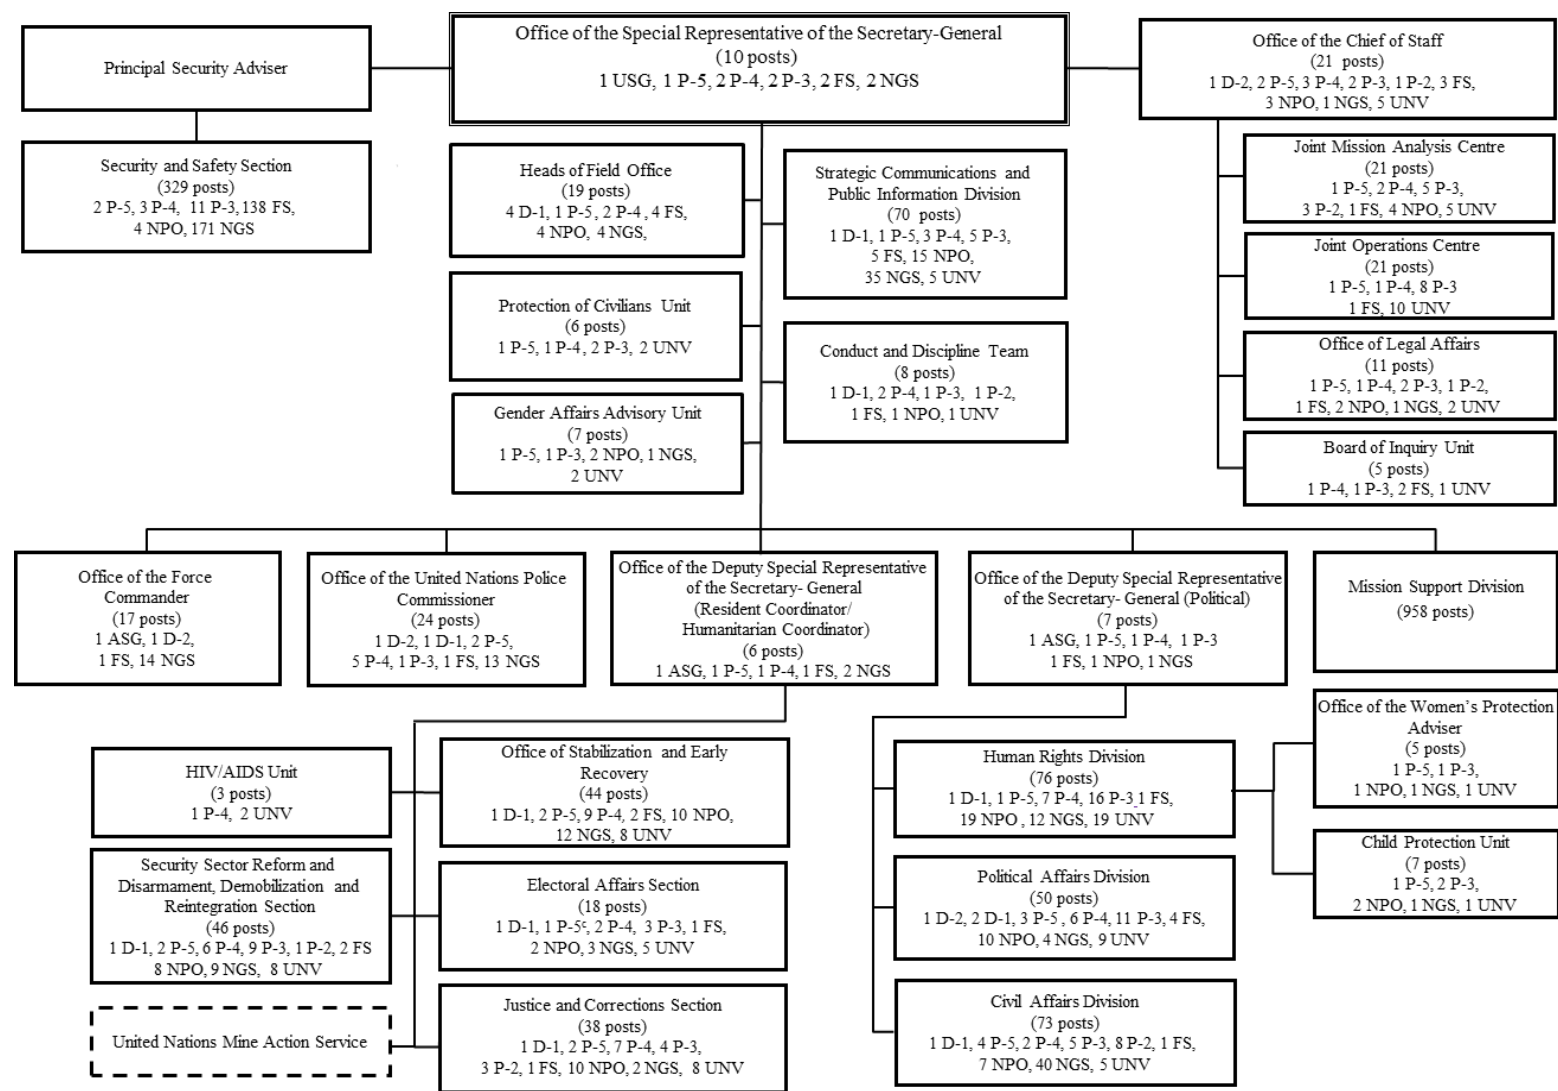 Principal Security Adviser
Office of the Special Representative of the Secretary-General
(10 posts)
1 USG, 1 P-5, 2 P-4, 2 P-3, 2 FS, 2 NGS
Office of the Chief of Staff
(21 posts)
1 D-2, 2 P-5, 3 P-4, 2 P-3, 1 P-2, 3 FS,
3 NPO, 1 NGS, 5 UNV
Security and Safety Section
(329 posts)
2 P-5, 3 P-4, 11 P-3, 138 FS,
4 NPO, 171 NGS
Heads of Field Office
(19 posts)
4 D-1, 1 P-5, 2 P-4, 4 FS,
4 NPO, 4 NGS,
Strategic Communications and
Public Information Division
(70 posts)
1 D-1, 1 P-5, 3 P-4, 5 P-3,
5 FS, 15 NPO,
35 NGS, 5 UNV
Joint Mission Analysis Centre
(21 posts)
1 P-5, 2 P-4, 5 P-3,
3 P-2, 1 FS, 4 NPO, 5 UNV
Joint Operations Centre
(21 posts)
1 P-5, 1 P-4, 8 P-3
1 FS, 10 UNV
Protection of Civilians Unit
(6 posts)
1 P-5, 1 P-4, 2 P-3, 2 UNV
Conduct and Discipline Team
(8 posts)
1 D-1, 2 P-4, 1 P-3, 1 P-2,
1 FS, 1 NPO, 1 UNV
Office of Legal Affairs
(11 posts)
1 P-5, 1 P-4, 2 P-3, 1 P-2,
1 FS, 2 NPO, 1 NGS, 2 UNV
Gender Affairs Advisory Unit
(7 posts)
1 P-5, 1 P-3, 2 NPO, 1 NGS,
2 UNV
Board of Inquiry Unit
(5 posts)
1 P-4, 1 P-3, 2 FS, 1 UNV
Office of the Force
Commander
(17 posts)
1 ASG, 1 D-2,
1 FS, 14 NGS
Office of the United Nations Police
Commissioner
(24 posts)
1 D-2, 1 D-1, 2 P-5,
5 P-4, 1 P-3, 1 FS, 13 NGS
Office of the Deputy Special Representative
of the Secretary- General
(Resident Coordinator/
Humanitarian Coordinator)
(6 posts)
1 ASG, 1 P-5, 1 P-4, 1 FS, 2 NGS
Office of the Deputy Special Representative
of the Secretary- General (Political)
(7 posts)
1 ASG, 1 P-5, 1 P-4, 1 P-3
1 FS, 1 NPO, 1 NGS
Mission Support Division
(958 posts)
HIV/AIDS Unit
(3 posts)
1 P-4, 2 UNV
Office of Stabilization and Early
Recovery
(44 posts)
1 D-1, 2 P-5, 9 P-4, 2 FS, 10 NPO,
12 NGS, 8 UNV
Human Rights Division
(76 posts)
1 D-1, 1 P-5, 7 P-4, 16 P-3 1 FS,
19 NPO, 12 NGS, 19 UNV
Office of the Women's Protection
Adviser
(5 posts)
1 P-5, 1 P-3,
1 NPO, 1 NGS, 1 UNV
Security Sector Reform and
Disarmament, Demobilization and
Reintegration Section
(46 posts)
1 D-1, 2 P-5, 6 P-4, 9 P-3, 1 P-2, 2 FS
8 NPO, 9 NGS, 8 UNV
Electoral Affairs Section
(18 posts)
1 D-1, 1 P-5ᶜ, 2 P-4, 3 P-3, 1 FS,
2 NPO, 3 NGS, 5 UNV
Political Affairs Division
(50 posts)
1 D-2, 2 D-1, 3 P-5, 6 P-4, 11 P-3, 4 FS,
10 NPO, 4 NGS, 9 UNV
Child Protection Unit
(7 posts)
1 P-5, 2 P-3,
2 NPO, 1 NGS, 1 UNV
United Nations Mine Action Service
Justice and Corrections Section
(38 posts)
1 D-1, 2 P-5, 7 P-4, 4 P-3,
3 P-2, 1 FS, 10 NPO, 2 NGS, 8 UNV
Civil Affairs Division
(73 posts)
1 D-1, 4 P-5, 2 P-4, 5 P-3, 8 P-2, 1 FS,
7 NPO, 40 NGS, 5 UNV